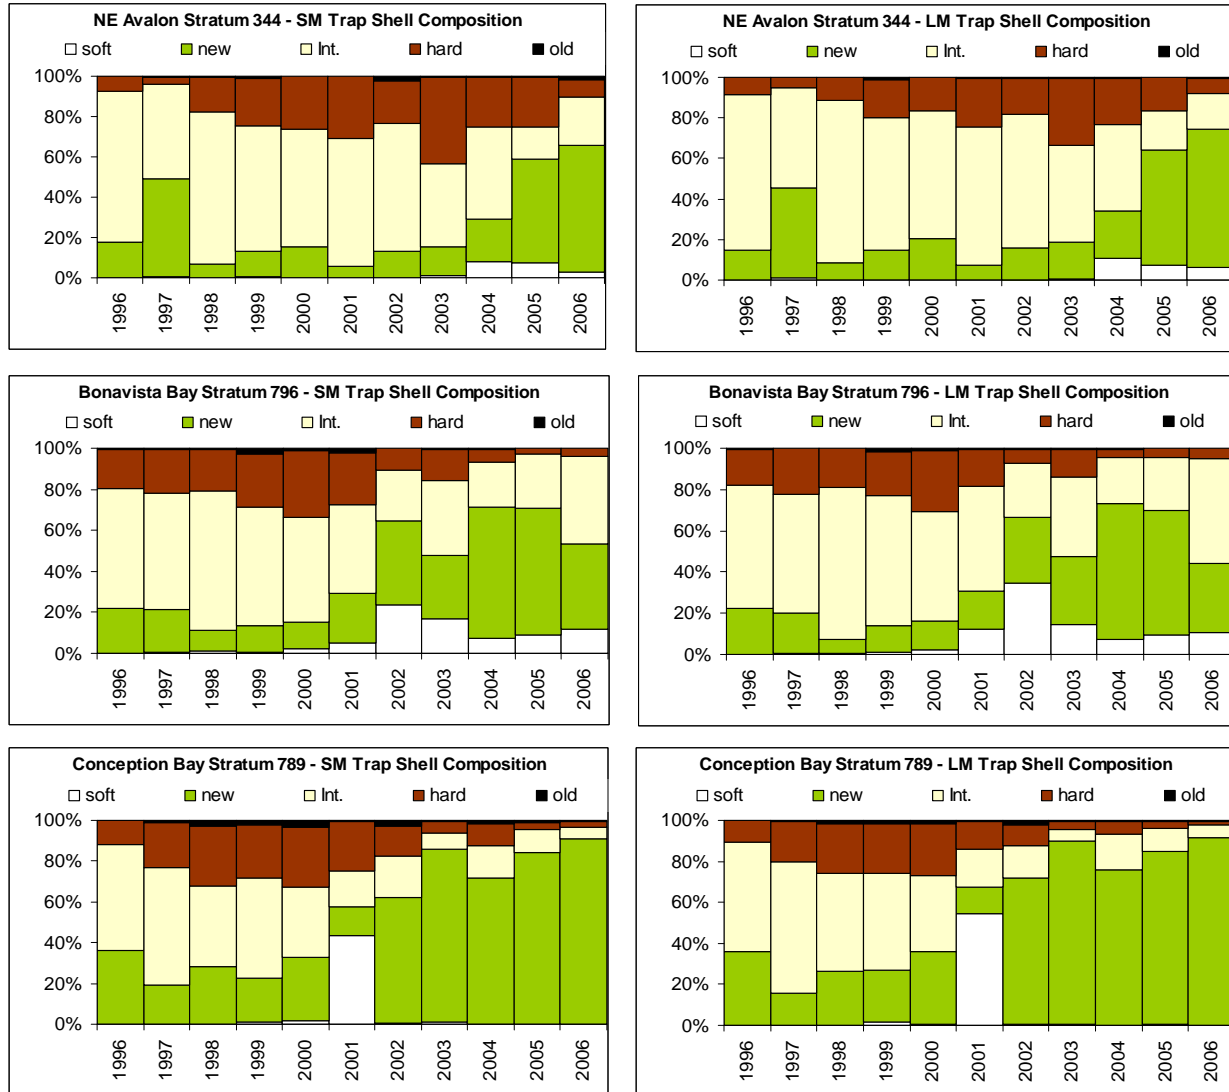 NE Avalon Stratum 344 - SM Trap Shell Composition
soft new Int. hard old
100%
80%
60%
40%
20%
0%
1996 1997 1998 1999 2000 2001 2002 2003 2004 2005 2006
NE Avalon Stratum 344 - LM Trap Shell Composition
soft new Int. hard old
100%
80%
60%
40%
20%
0%
1996 1997 1998 1999 2000 2001 2002 2003 2004 2005 2006
Bonavista Bay Stratum 796 - SM Trap Shell Composition
soft new Int. hard old
100%
80%
60%
40%
20%
0%
1996 1997 1998 1999 2000 2001 2002 2003 2004 2005 2006
Bonavista Bay Stratum 796 - LM Trap Shell Composition
soft new Int. hard old
100%
80%
60%
40%
20%
0%
1996 1997 1998 1999 2000 2001 2002 2003 2004 2005 2006
Conception Bay Stratum 789 - SM Trap Shell Composition
soft new Int. hard old
100%
80%
60%
40%
20%
0%
1996 1997 1998 1999 2000 2001 2002 2003 2004 2005 2006
Conception Bay Stratum 789 - LM Trap Shell Composition
soft new Int. hard old
100%
80%
60%
40%
20%
0%
1996 1997 1998 1999 2000 2001 2002 2003 2004 2005 2006